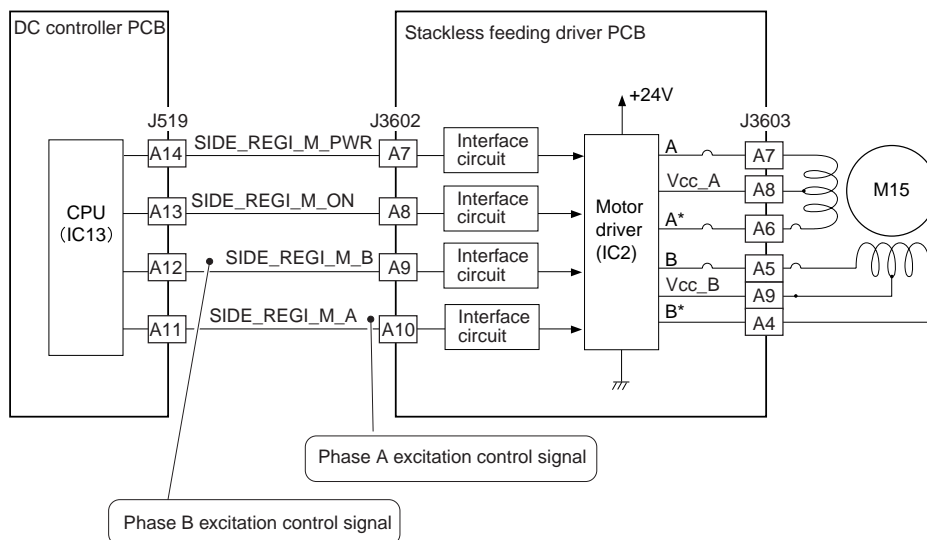 DC controller PCB
Stackless feeding driver PCB
+24V
J519
J3602
J3603
A14
SIDE_REGI_M_PWR
A7
Interface
circuit
A
A7
A13
SIDE_REGI_M_ON
A8
Interface
circuit
Vcc_A
A8
M15
CPU
(IC13)
Motor
driver
(IC2)
A*
A6
A12
SIDE_REGI_M_B
A9
Interface
circuit
B
A5
Vcc_B
A9
A11
SIDE_REGI_M_A
A10
Interface
circuit
B*
A4
Phase A excitation control signal
Phase B excitation control signal